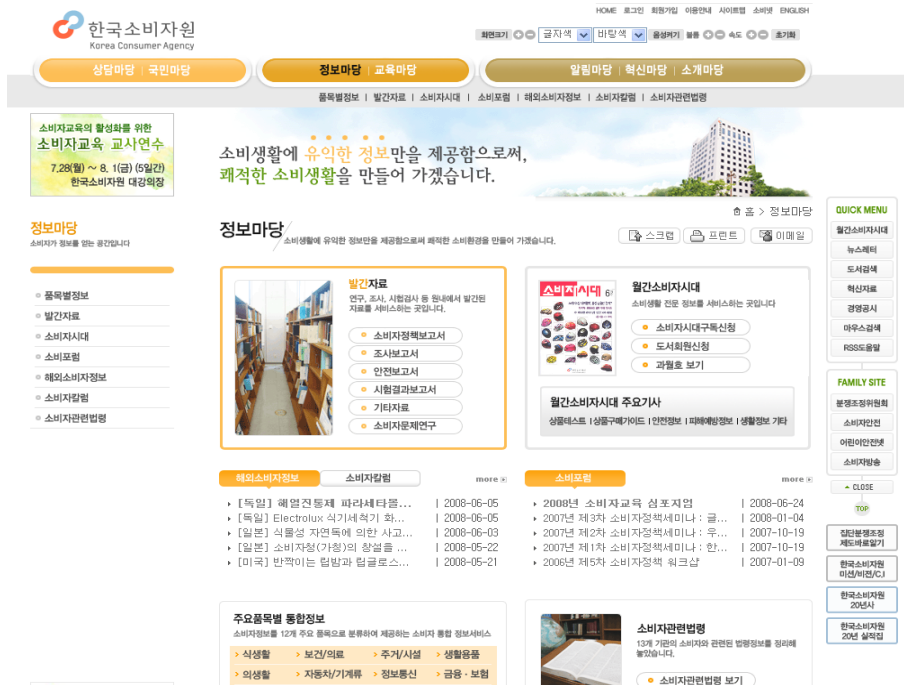 HOME 로그인 회원가입 이용안내 사이트맵 소비넷 ENGLISH
한국소비자원
Korea Consumer Agency
화면크기 글자색 바탕색 음성켜기 볼륨 속도 초기화
상담마당 | 국민마당
정보마당 | 교육마당
알림마당 | 혁신마당 | 소개마당
품목별정보 | 발간자료 | 소비자시대 | 소비포럼 | 해외소비자정보 | 소비자칼럼 | 소비자관련법령
소비자교육의 활성화를 위한
소비자교육 교사연수
7.28(월) ~ 8. 1(금) (5일간)
한국소비자원 대강의장
소비생활에 유익한 정보만을 제공함으로써,
쾌적한 소비생활을 만들어 가겠습니다.
정보마당
소비자가 정보를 얻는 공간입니다
품목별정보
발간자료
소비자시대
소비포럼
해외소비자정보
소비자칼럼
소비자관련법령
홈 > 정보마당
정보마당
소비생활에 유익한 정보만을 제공함으로써 쾌적한 소비환경을 만들어 가겠습니다.
스크랩 프린트 이메일
발간자료
연구, 조사, 시험검사 등 원내에서 발간된
자료를 서비스하는 곳입니다.
소비자정책보고서
조사보고서
안전보고서
시험결과보고서
기타자료
소비자문제연구
소비자시대 6
월간소비자시대
소비생활 전문 정보를 서비스하는 곳입니다
소비자시대구독신청
도서회원신청
과월호 보기
월간소비자시대 주요기사
상품테스트 | 상품구매가이드 | 안전정보 | 피해예방정보 | 생활정보 기타
해외소비자정보 소비자칼럼 more
[독일] 해열진통제 파라세타몰... | 2008-06-05
[독일] Electrolux 식기세척기 화... | 2008-06-05
[일본] 식물성 자연독에 의한 사고... | 2008-06-03
[일본] 소비자청(가칭)의 창설을 ... | 2008-05-22
[미국] 반짝이는 립밤과 립글로스... | 2008-05-21
소비포럼 more
2008년 소비자교육 심포지엄 | 2008-06-24
2007년 제3차 소비자정책세미나 : 글... | 2008-01-04
2007년 제2차 소비자정책세미나 : 우... | 2007-10-19
2007년 제1차 소비자정책세미나 : 한... | 2007-10-19
2006년 제5차 소비자정책 워크샵 | 2007-01-09
주요품목별 통합정보
소비자정보를 12개 주요 품목으로 분류하여 제공하는 소비자 통합 정보서비스
식생활 보건/의료 주거/시설 생활용품
의생활 자동차/기계류 정보통신 금융·보험
소비자관련법령
13개 기관의 소비자와 관련된 법령정보를 정리해
놓았습니다.
소비자관련법령 보기
QUICK MENU
월간소비자시대
뉴스레터
도서검색
혁신자료
경영공시
마우스검색
RSS도움말
FAMILY SITE
분쟁조정위원회
소비자안전
어린이안전넷
소비자방송
CLOSE
TOP
집단분쟁조정
제도바로알기
한국소비자원
미션/비전/C.I
한국소비자원
20년사
한국소비자원
20년 실적집